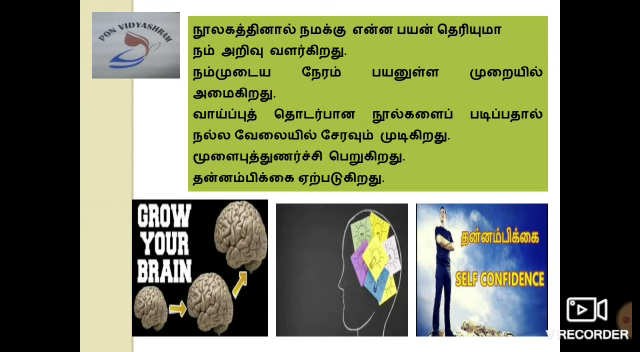 PON VIDYASHRAM
நூலகத்தினால் நமக்கு என்ன பயன் தெரியுமா
நம் அறிவு வளர்கிறது.
நம்முடைய நேரம் பயனுள்ள முறையில்
அமைகிறது.
வாய்ப்புத் தொடர்பான நூல்களைப் படிப்பதால்
நல்ல வேலையில் சேரவும் முடிகிறது.
மூளைபுத்துணர்ச்சி பெறுகிறது.
தன்னம்பிக்கை ஏற்படுகிறது.
GROW
YOUR
BRAIN
தன்னம்பிக்கை
SELF CONFIDENCE
V RECORDER